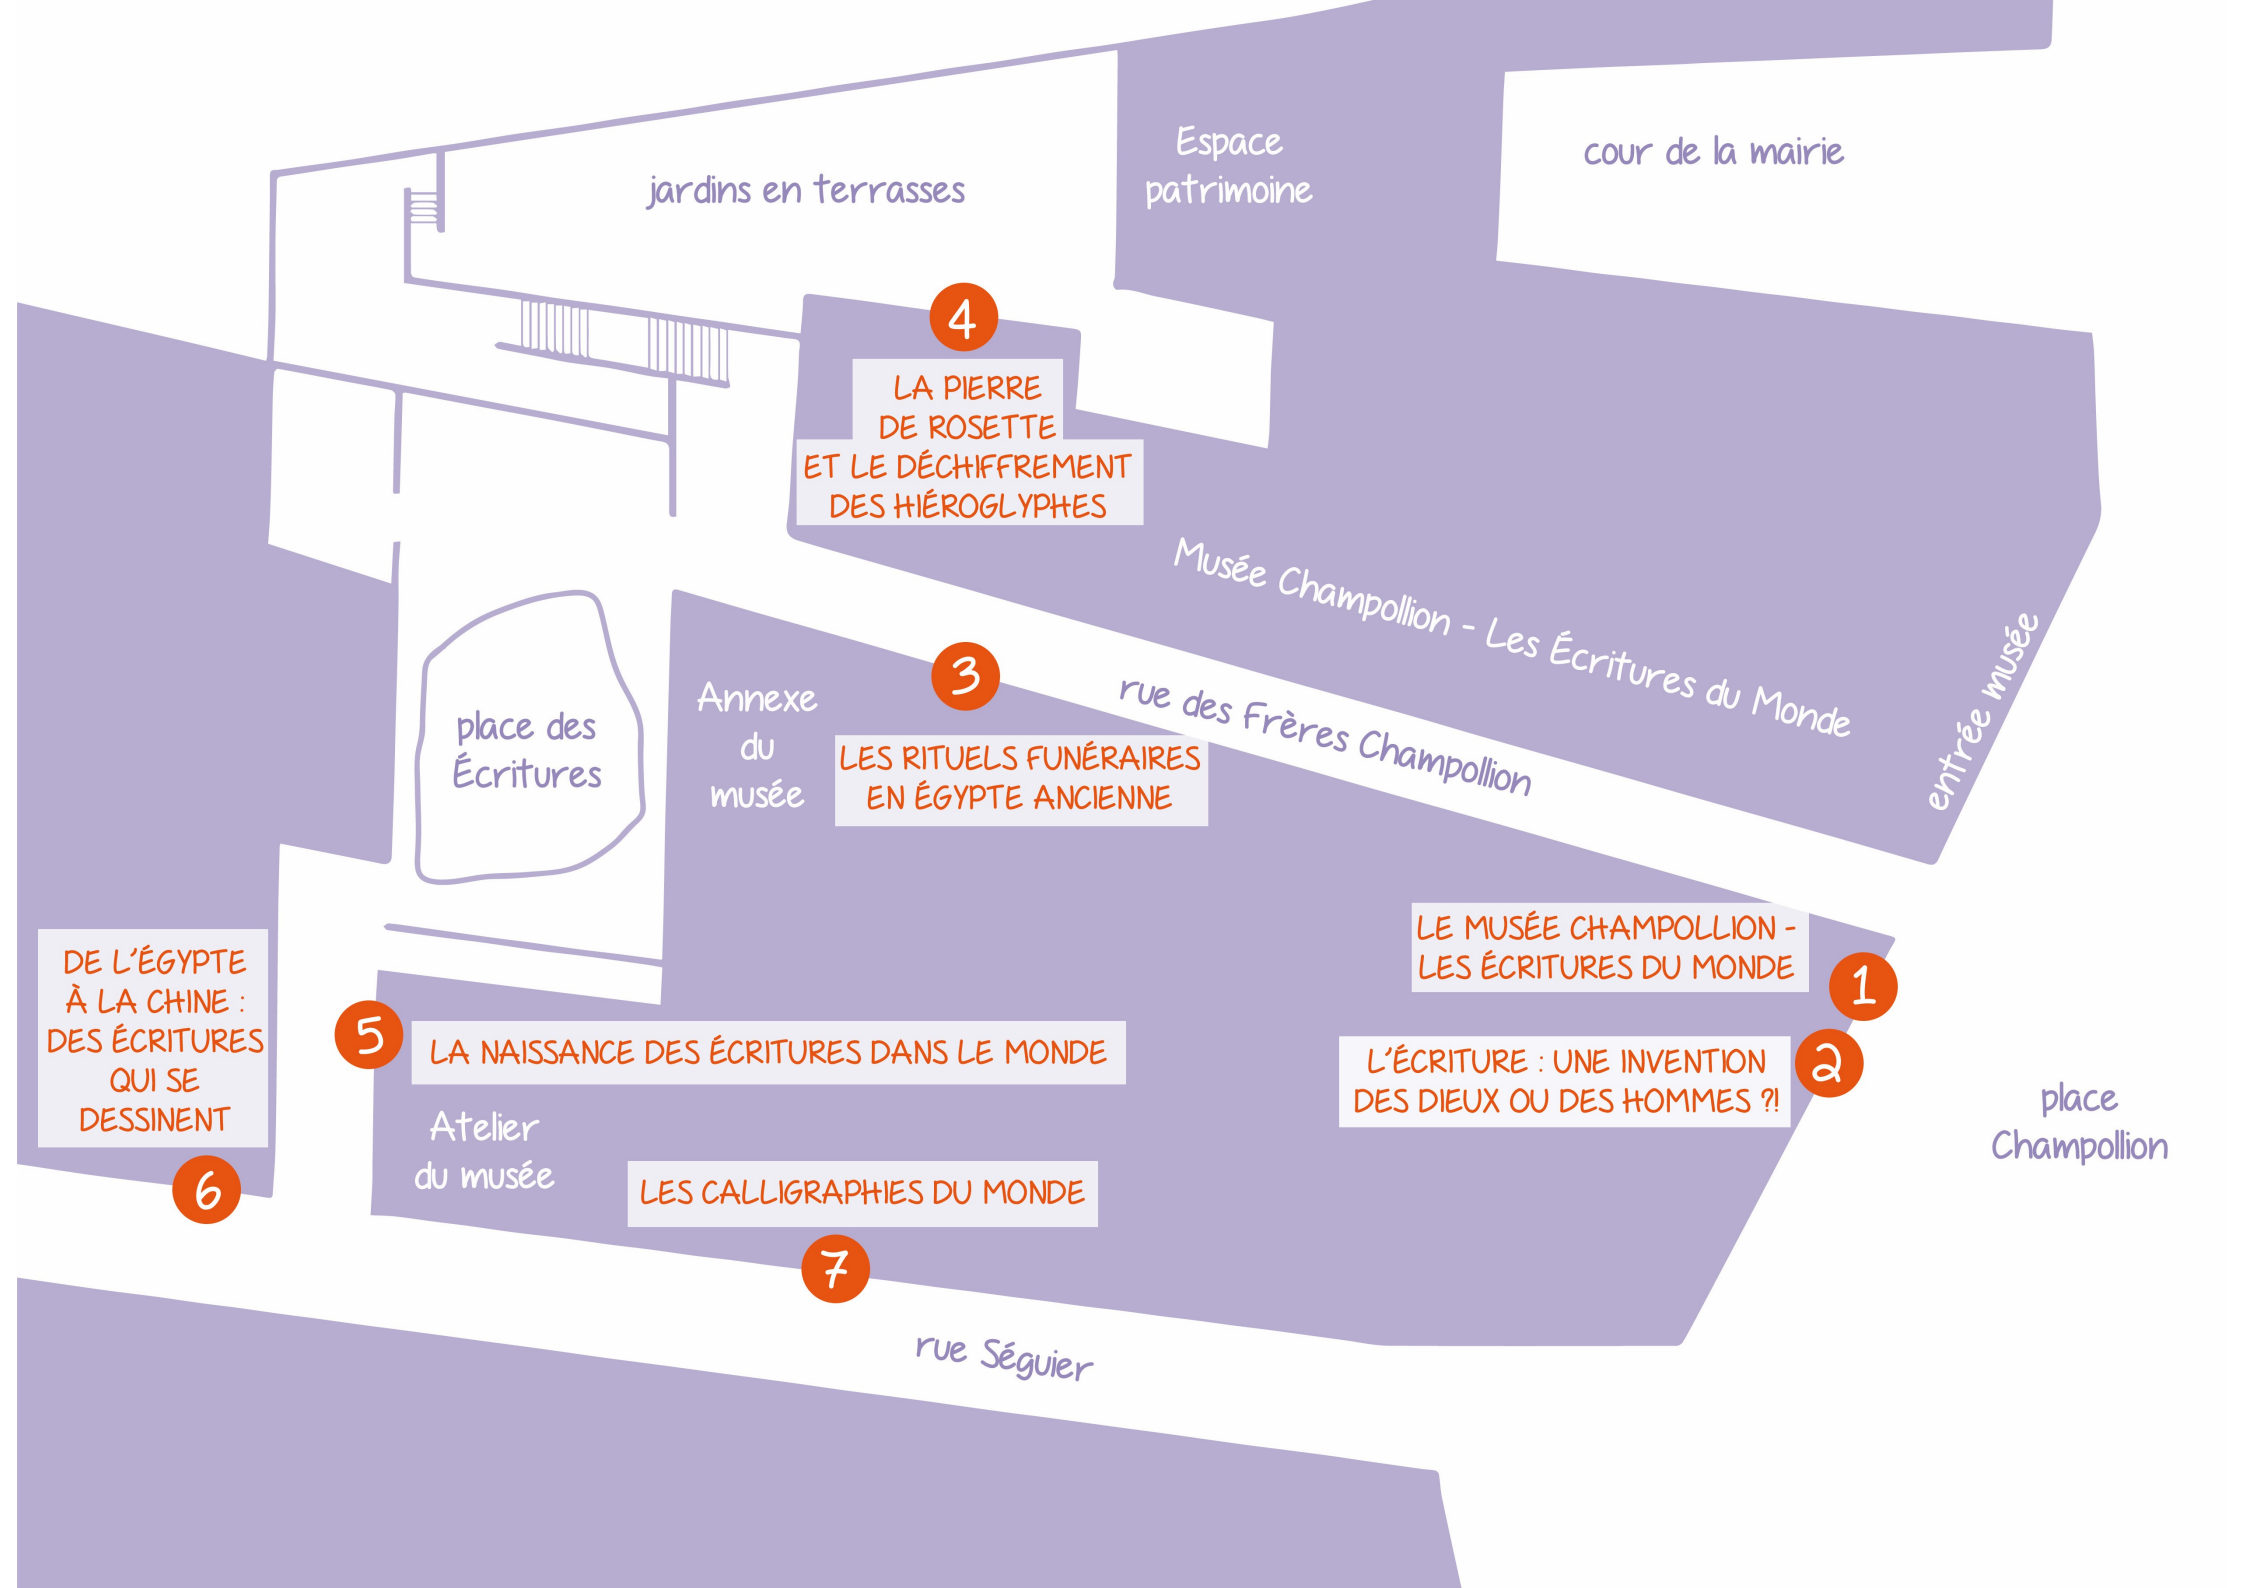 Espace
patrimoine
cour de la mairie
jardins en terrasses
4
LA PIERRE
DE ROSETTE
ET LE DÉCHIFFREMENT
DES HIÉROGLYPHES
Musée Champollion - Les Écritures du Monde
entrée musée
3
rue des Frères Champollion
Annexe
du
musée
LES RITUELS FUNÉRAIRES
EN ÉGYPTE ANCIENNE
place des
Écritures
LE MUSÉE CHAMPOLLION -
LES ÉCRITURES DU MONDE
1
DE L'ÉGYPTE
À LA CHINE :
DES ÉCRITURES
QUI SE
DESSINENT
6
5
LA NAISSANCE DES ÉCRITURES DANS LE MONDE
L'ÉCRITURE : UNE INVENTION
DES DIEUX OU DES HOMMES ?!
2
place
Champollion
Atelier
du musée
LES CALLIGRAPHIES DU MONDE
7
rue Séguier